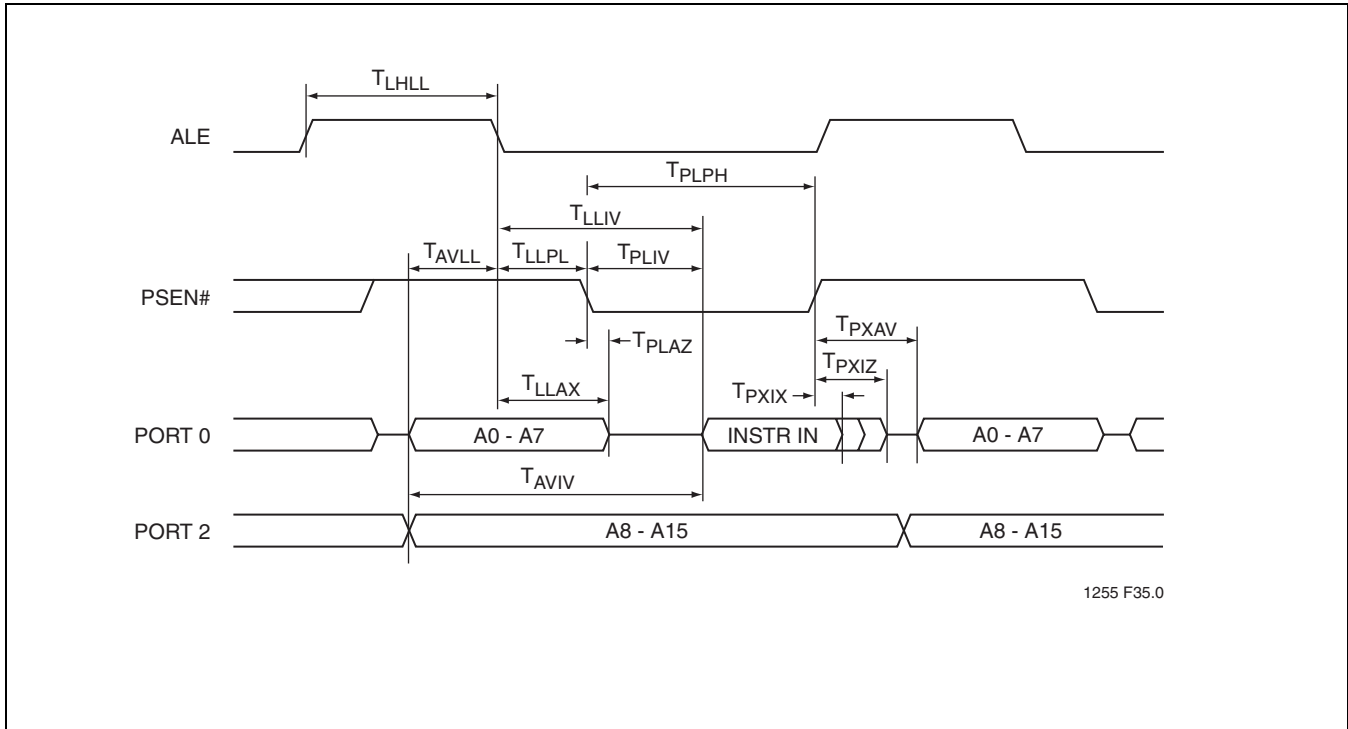 TLHLL
ALE
TPLPH
TLLIV
TAVLL TLLPL TPLIV
PSEN#
TPLAZ
TPXAV
TPXIZ
TLLAX
TPXIX
PORT 0 A0 - A7 INSTR IN A0 - A7
TAVIV
PORT 2 A8 - A15 A8 - A15
1255 F35.0